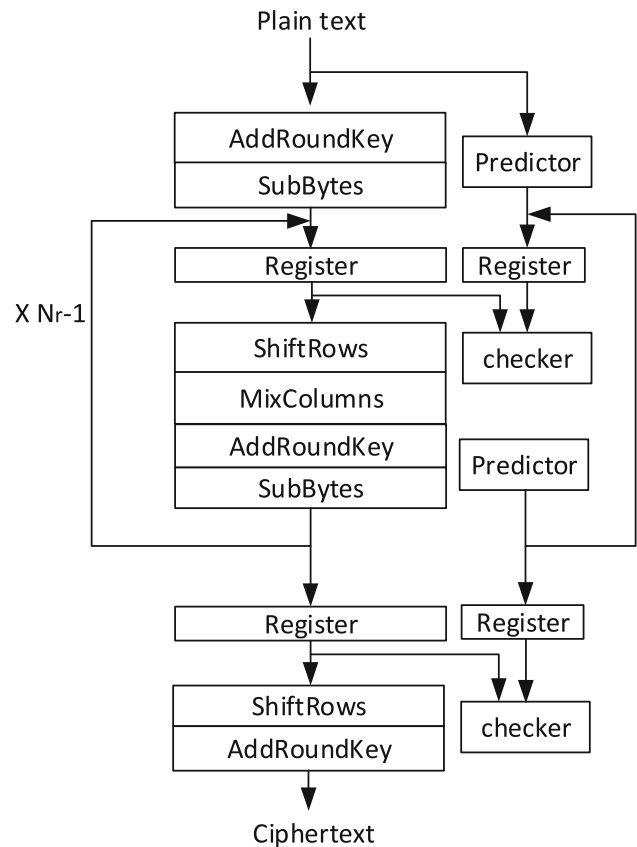 Plain text
AddRoundKey
Predictor
SubBytes
Register
Register
X Nr-1
ShiftRows
checker
MixColumns
AddRoundKey
Predictor
SubBytes
Register
Register
ShiftRows
checker
AddRoundKey
Ciphertext